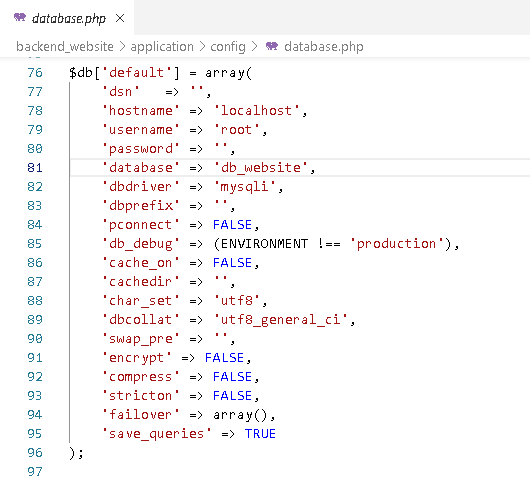 database.php ×
backend_website > application > config > database.php
76 $db['default'] = array(
77 'dsn'   => '',
78 'hostname' => 'localhost',
79 'username' => 'root',
80 'password' => '',
81 'database' => 'db_website',
82 'dbdriver' => 'mysqli',
83 'dbprefix' => '',
84 'pconnect' => FALSE,
85 'db_debug' => (ENVIRONMENT !== 'production'),
86 'cache_on' => FALSE,
87 'cachedir' => '',
88 'char_set' => 'utf8',
89 'dbcollat' => 'utf8_general_ci',
90 'swap_pre' => '',
91 'encrypt' => FALSE,
92 'compress' => FALSE,
93 'stricton' => FALSE,
94 'failover' => array(),
95 'save_queries' => TRUE
96 );
97